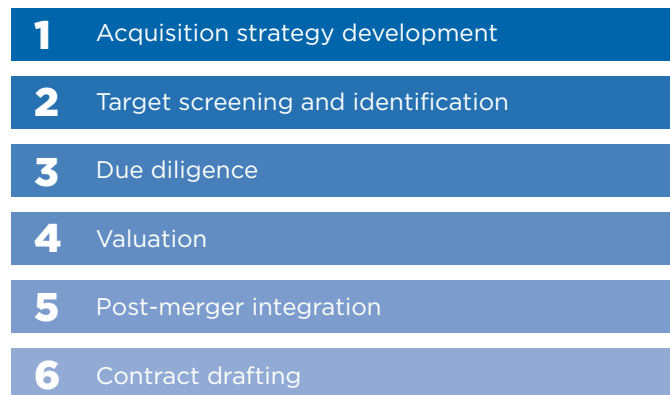 1 Acquisition strategy development
2 Target screening and identification
3 Due diligence
4 Valuation
5 Post-merger integration
6 Contract drafting